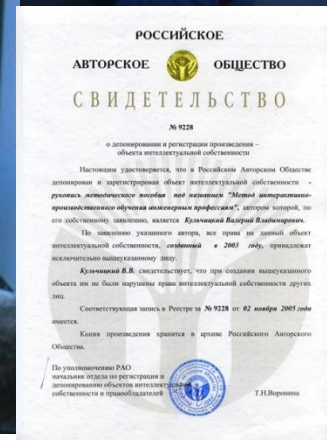 РОССИЙСКОЕ
АВТОРСКОЕ ОБЩЕСТВО
СВИДЕТЕЛЬСТВО
№ 9228
о депонировании и регистрации произведения –
объекта интеллектуальной собственности
Настоящим удостоверяется, что в Российском Авторском Обществе
депонирован и зарегистрирован объект интеллектуальной собственности -
рукопись методического пособия под названием "Метод интерактивно-
производственного обучения инженерным профессиям", автором которой, по
его собственному заявлению, является Кульчицкий Валерий Владимирович.
По заявлению указанного автора, все права на данный объект
интеллектуальной собственности, созданный в 2003 году, принадлежат
исключительно вышеуказанному лицу.
Кульчицкий В.В. свидетельствует, что при создании вышеуказанного
объекта им не были нарушены права интеллектуальной собственности других
лиц.
Соответствующая запись в Реестре за № 9228 от 02 ноября 2005 года
имеется.
Копия произведения хранится в архиве Российского Авторского
Общества.
По уполномочению РАО
начальник отдела по регистрации и
депонированию объектов интеллектуальной
собственности и правообладателей Т.Н.Воронина